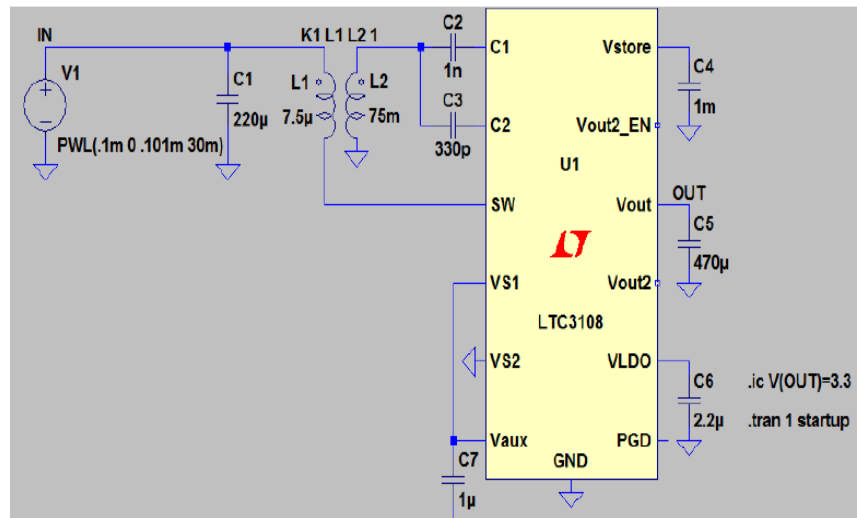 IN
V1
PWL(.1m 0 .101m 30m)
C1
220µ
K1 L1 L2 1
L1
7.5µ
L2
75m
C2
1n
C3
330p
C1
C2
SW
VS1
VS2
Vaux
GND
U1
LTC3108
Vstore
Vout2_EN
Vout
Vout2
VLDO
PGD
C4
1m
OUT
C5
470µ
C6
2.2µ
C7
1µ
.ic V(OUT)=3.3
.tran 1 startup